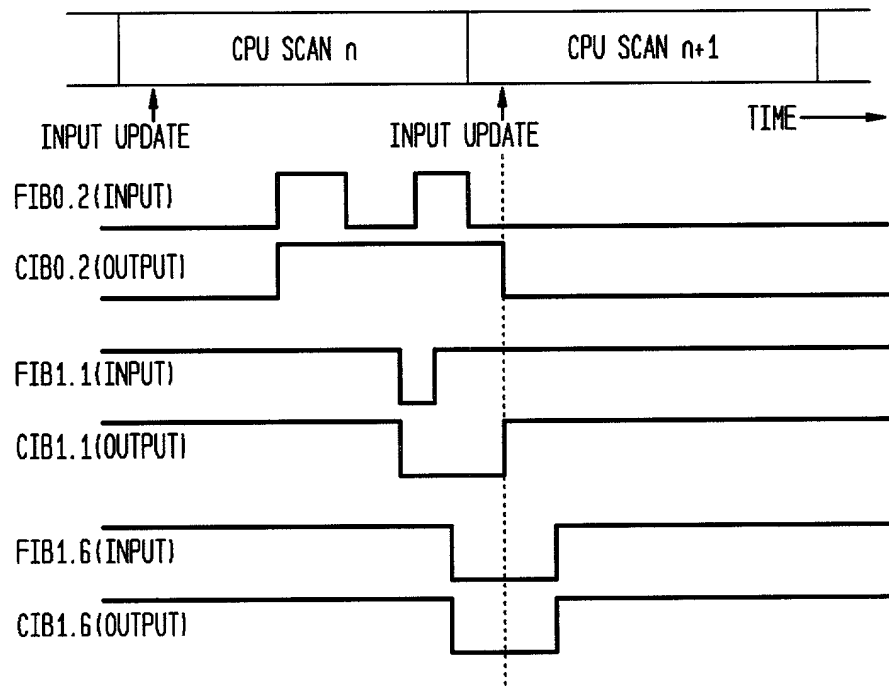 CPU SCAN n
CPU SCAN n+1
INPUT UPDATE
INPUT UPDATE
TIME
FIB0.2(INPUT)
CIB0.2(OUTPUT)
FIB1.1(INPUT)
CIB1.1(OUTPUT)
FIB1.6(INPUT)
CIB1.6(OUTPUT)